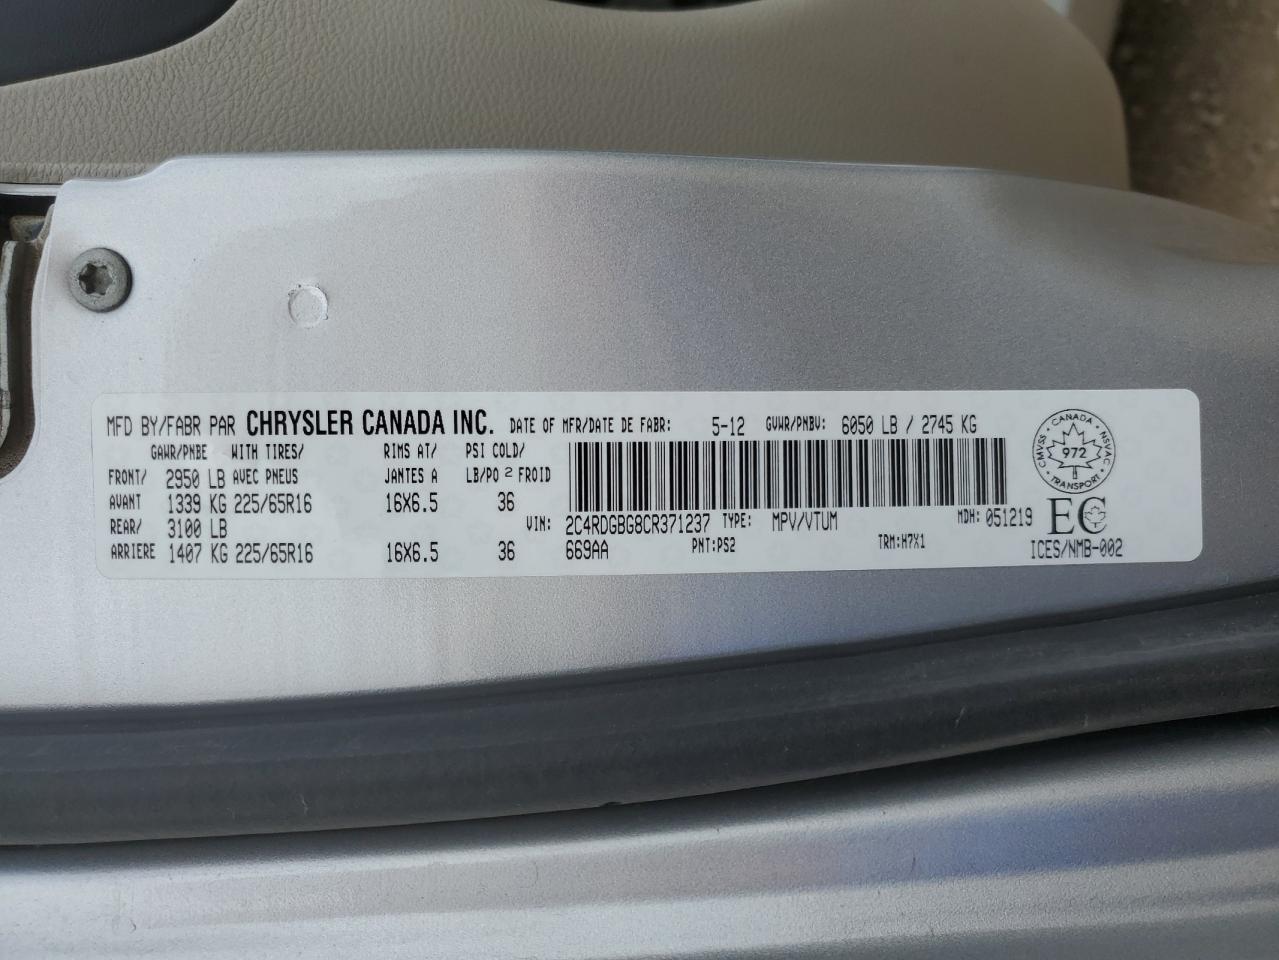 MFD BY/FABR PAR CHRYSLER CANADA INC. DATE OF MFR/DATE DE FABR: 5-12 GVWR/PNBV: 6050 LB / 2745 KG
GAWR/PNBE WITH TIRES/ RIMS AT/ PSI COLD/
FRONT/ 2950 LB AVEC PNEUS JANTES A LB/PO 2 FROID
AVANT 1339 KG 225/65R16 16X6.5 36
REAR/ 3100 LB VIN: 2C4RDGBG8CR371237 TYPE: MPV/VTUM MDH: 051219
ARRIERE 1407 KG 225/65R16 16X6.5 36 669AA PNT:PS2 TRM:H7X1 ICES/NMB-002
CANADA
CMVSS 972 NSVAC
TRANSPORT
EC